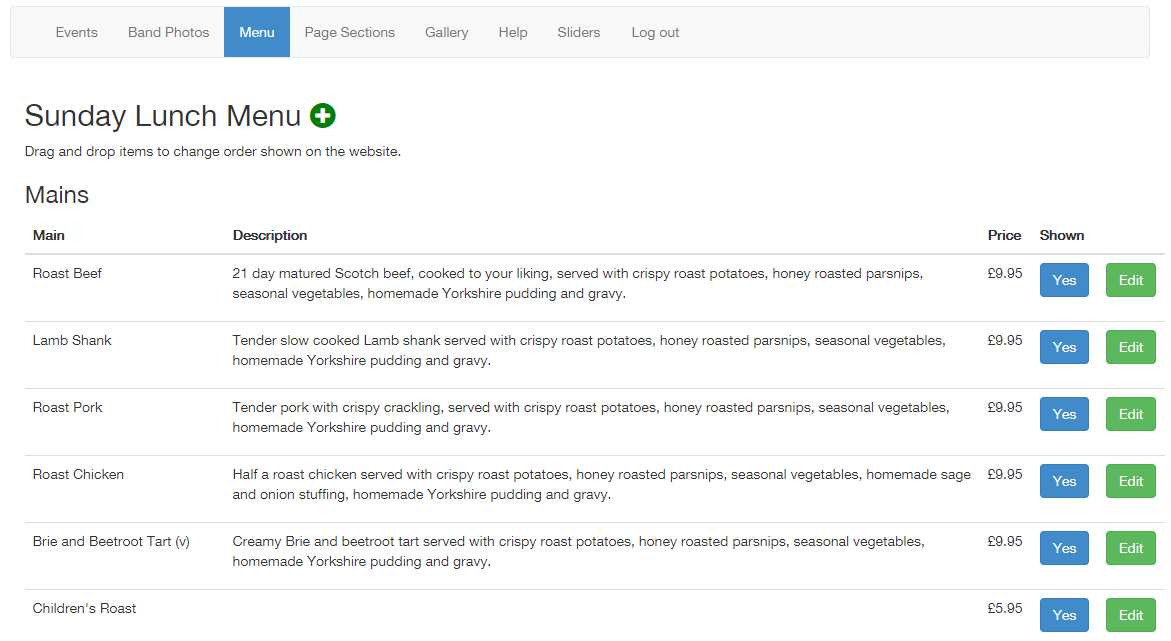 Events Band Photos Menu Page Sections Gallery Help Sliders Log out
Sunday Lunch Menu
Drag and drop items to change order shown on the website.
Mains
Main Description Price Shown
Roast Beef 21 day matured Scotch beef, cooked to your liking, served with crispy roast potatoes, honey roasted parsnips, £9.95 Yes Edit
seasonal vegetables, homemade Yorkshire pudding and gravy.
Lamb Shank Tender slow cooked Lamb shank served with crispy roast potatoes, honey roasted parsnips, seasonal vegetables, £9.95 Yes Edit
homemade Yorkshire pudding and gravy.
Roast Pork Tender pork with crispy crackling, served with crispy roast potatoes, honey roasted parsnips, seasonal vegetables, £9.95 Yes Edit
homemade Yorkshire pudding and gravy.
Roast Chicken Half a roast chicken served with crispy roast potatoes, honey roasted parsnips, seasonal vegetables, homemade sage £9.95 Yes Edit
and onion stuffing, homemade Yorkshire pudding and gravy.
Brie and Beetroot Tart (v) Creamy Brie and beetroot tart served with crispy roast potatoes, honey roasted parsnips, seasonal vegetables, £9.95 Yes Edit
homemade Yorkshire pudding and gravy.
Children's Roast £5.95 Yes Edit